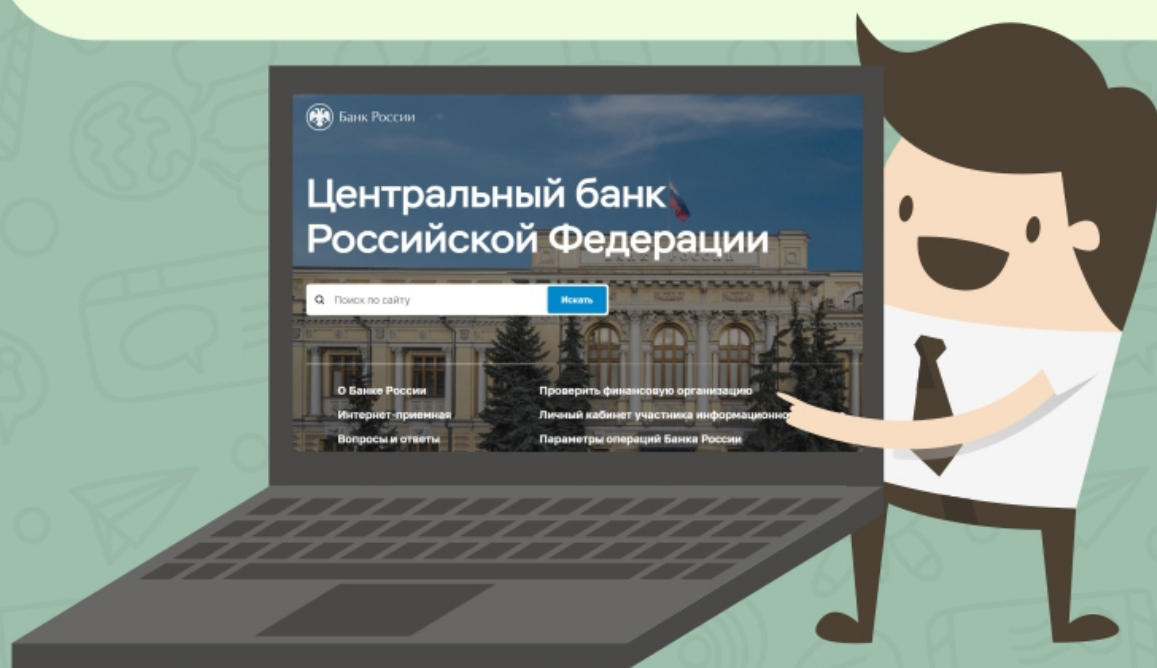 Банк России
Центральный банк
Российской Федерации
Поиск по сайту
Искать
О Банке России
Проверить финансовую организацию
Интернет-приемная
Личный кабинет участника информационно
Вопросы и ответы
Параметры операций Банка России